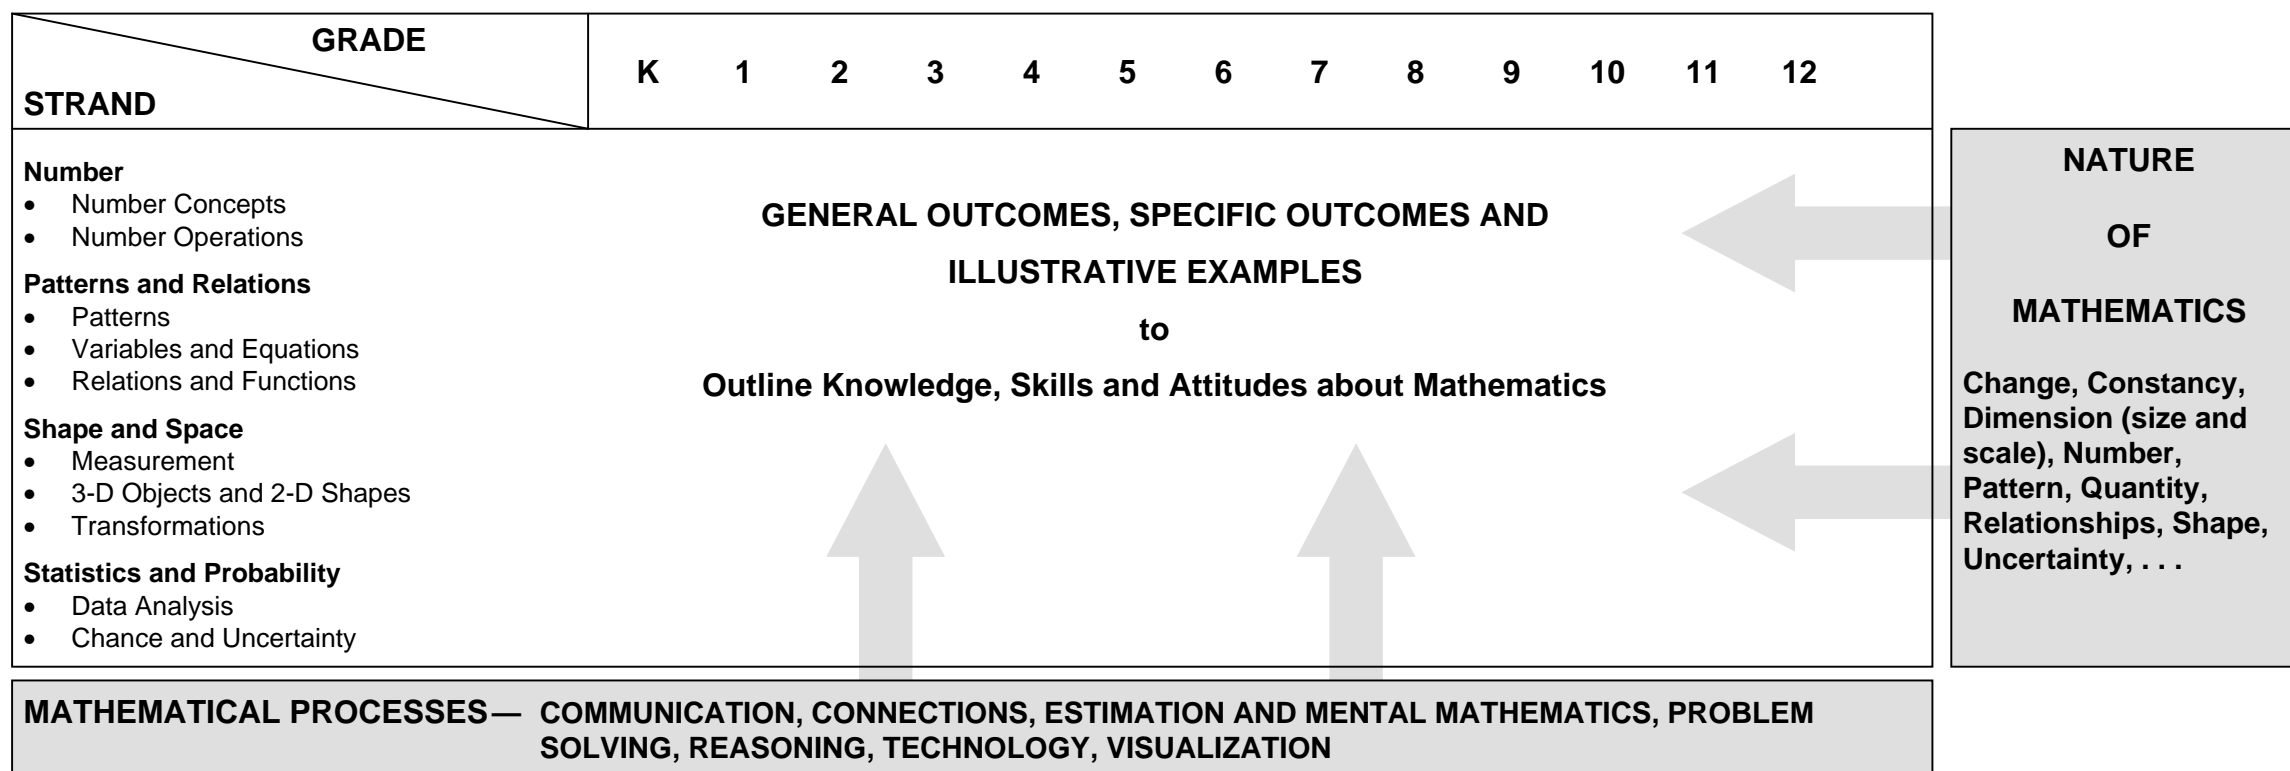 GRADE
STRAND
K 1 2 3 4 5 6 7 8 9 10 11 12
Number
• Number Concepts
• Number Operations
Patterns and Relations
• Patterns
• Variables and Equations
• Relations and Functions
Shape and Space
• Measurement
• 3-D Objects and 2-D Shapes
• Transformations
Statistics and Probability
• Data Analysis
• Chance and Uncertainty
GENERAL OUTCOMES, SPECIFIC OUTCOMES AND
ILLUSTRATIVE EXAMPLES
to
Outline Knowledge, Skills and Attitudes about Mathematics
NATURE
OF
MATHEMATICS
Change, Constancy,
Dimension (size and
scale), Number,
Pattern, Quantity,
Relationships, Shape,
Uncertainty, . . .
MATHEMATICAL PROCESSES— COMMUNICATION, CONNECTIONS, ESTIMATION AND MENTAL MATHEMATICS, PROBLEM
SOLVING, REASONING, TECHNOLOGY, VISUALIZATION